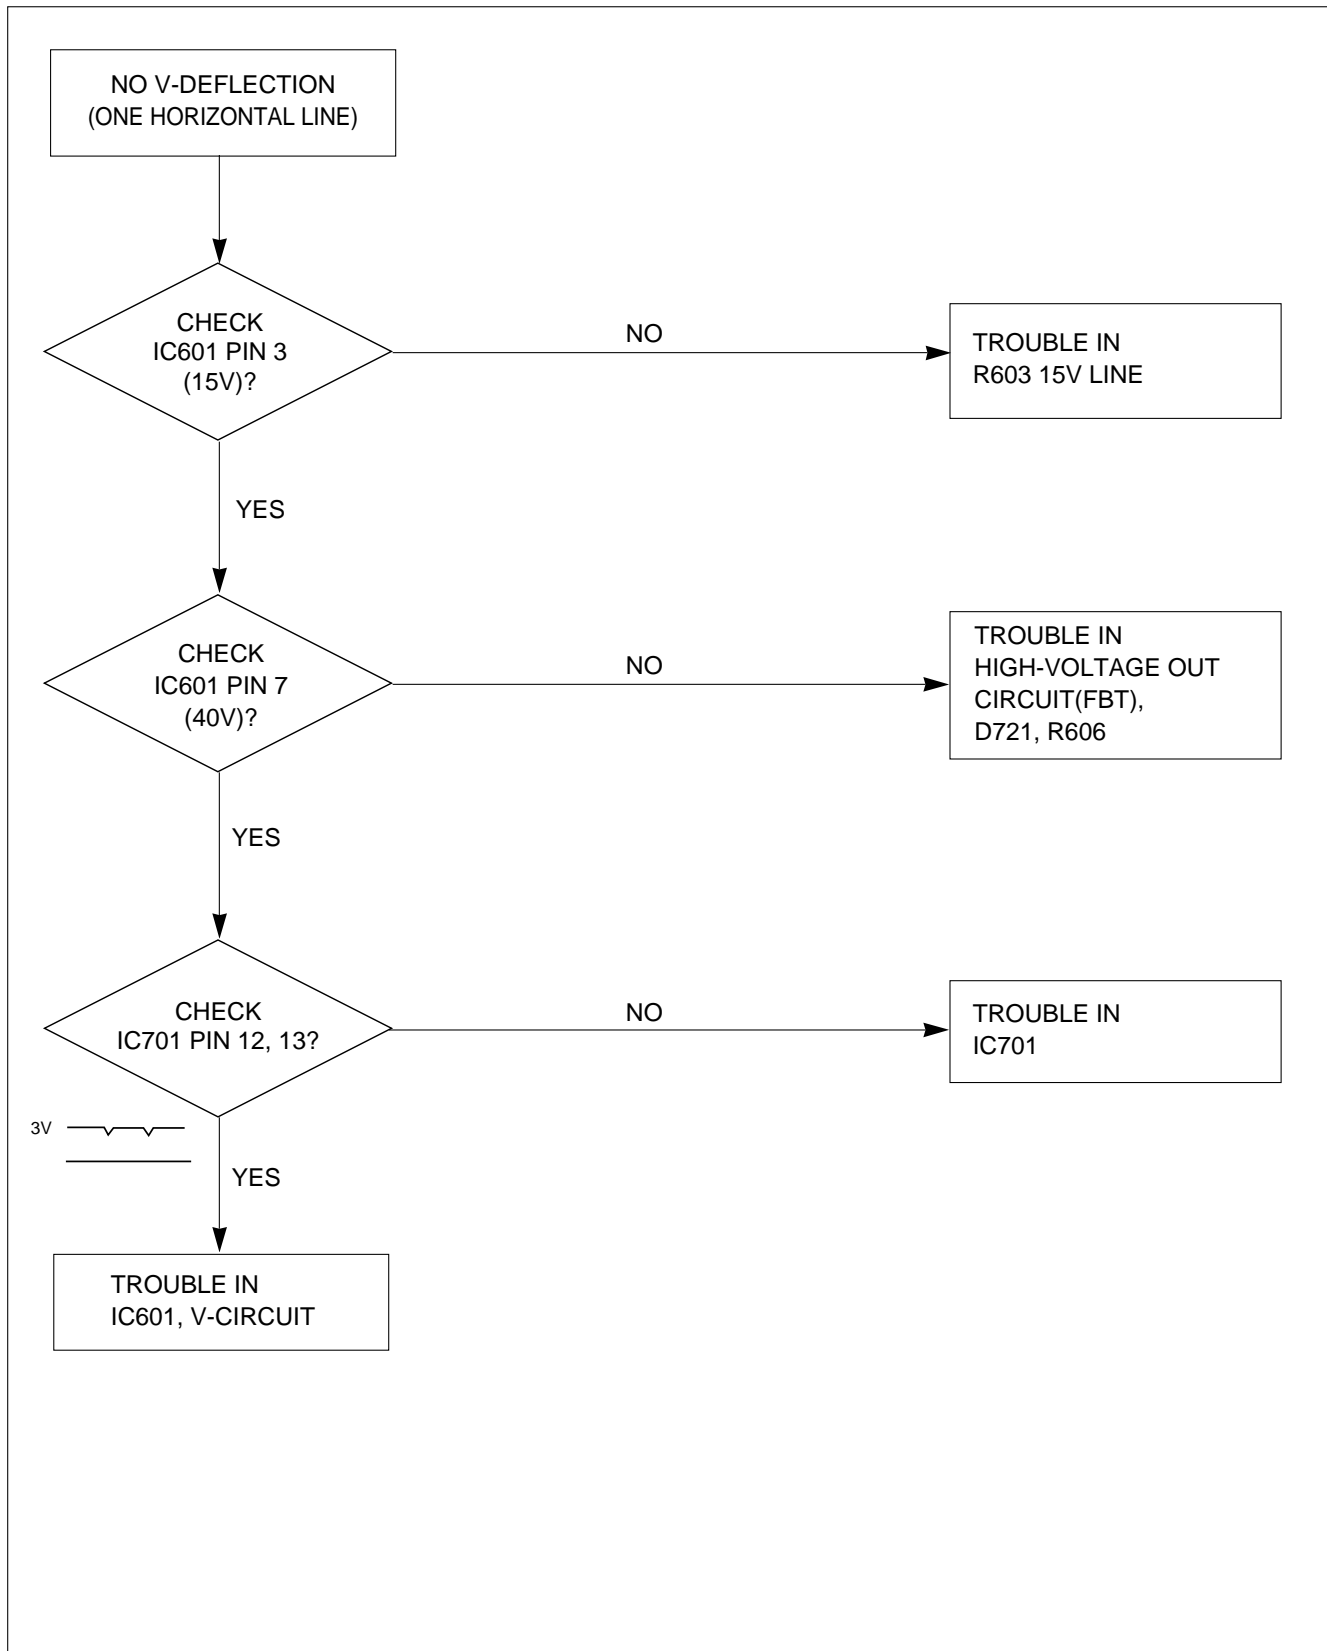 NO V-DEFLECTION
(ONE HORIZONTAL LINE)
CHECK
IC601 PIN 3
(15V)?
NO
TROUBLE IN
R603 15V LINE
YES
CHECK
IC601 PIN 7
(40V)?
NO
TROUBLE IN
HIGH-VOLTAGE OUT
CIRCUIT(FBT),
D721, R606
YES
CHECK
IC701 PIN 12, 13?
NO
TROUBLE IN
IC701
3V
YES
TROUBLE IN
IC601, V-CIRCUIT